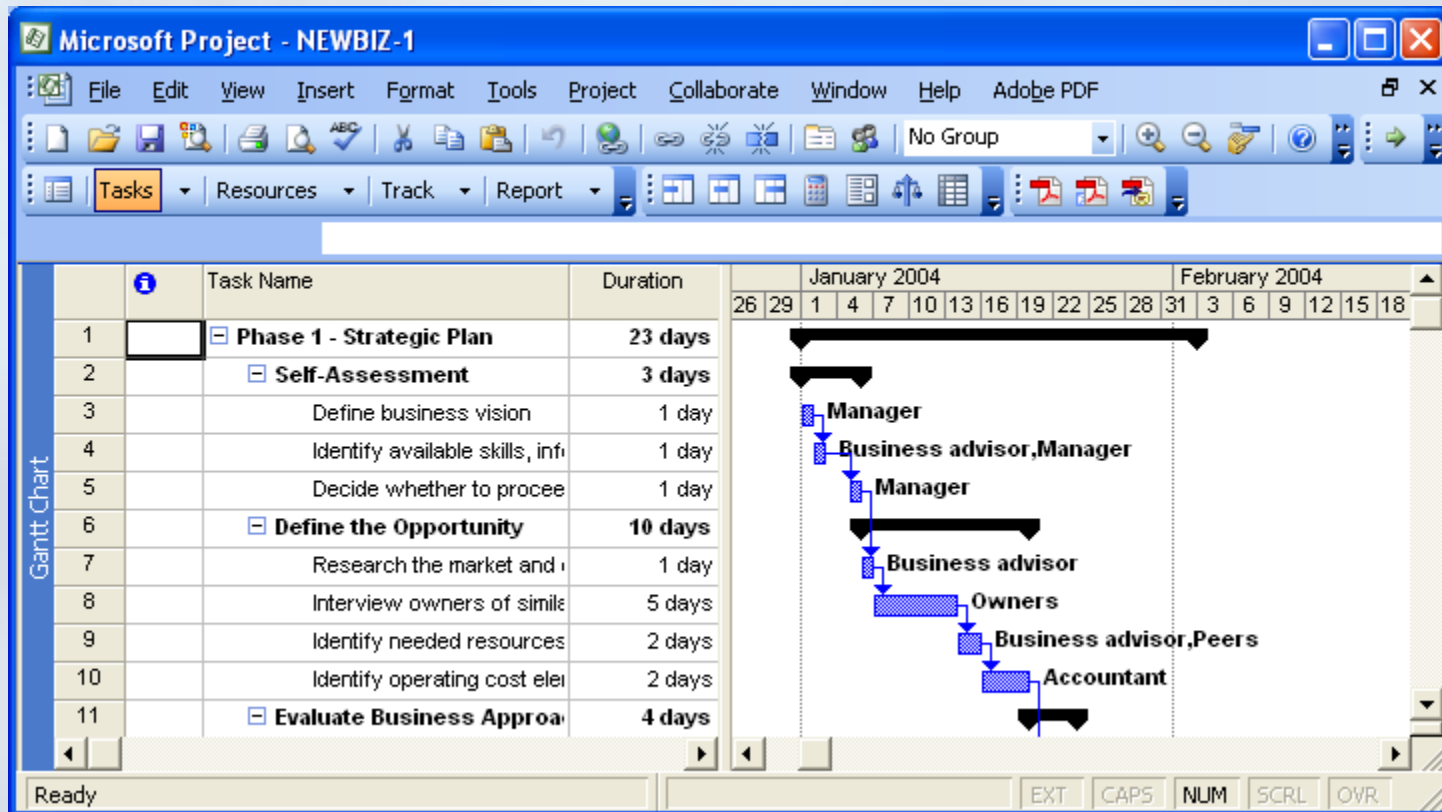 Microsoft Project - NEWBIZ-1
File Edit View Insert Format Tools Project Collaborate Window Help Adobe PDF
ABC No Group
Tasks Resources Track Report
Task Name Duration January 2004 February 2004
26 29 1 4 7 10 13 16 19 22 25 28 31 3 6 9 12 15 18
1 Phase 1 - Strategic Plan 23 days
2 Self-Assessment 3 days
3 Define business vision 1 day Manager
4 Identify available skills, inf 1 day Business advisor,Manager
5 Decide whether to procee 1 day Manager
6 Define the Opportunity 10 days
7 Research the market and 1 day Business advisor
8 Interview owners of simila 5 days Owners
9 Identify needed resources 2 days Business advisor,Peers
10 Identify operating cost ele 2 days Accountant
11 Evaluate Business Approa 4 days
Gantt Chart
Ready EXT CAPS NUM SCRL OVR